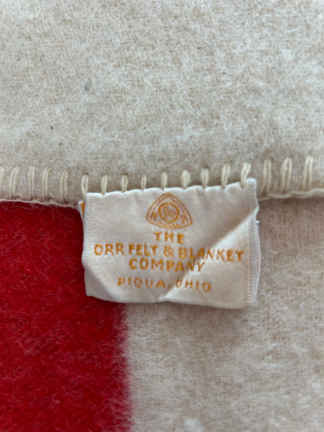 THE
ORR FELT & BLANKET
COMPANY
PIQUA, OHIO